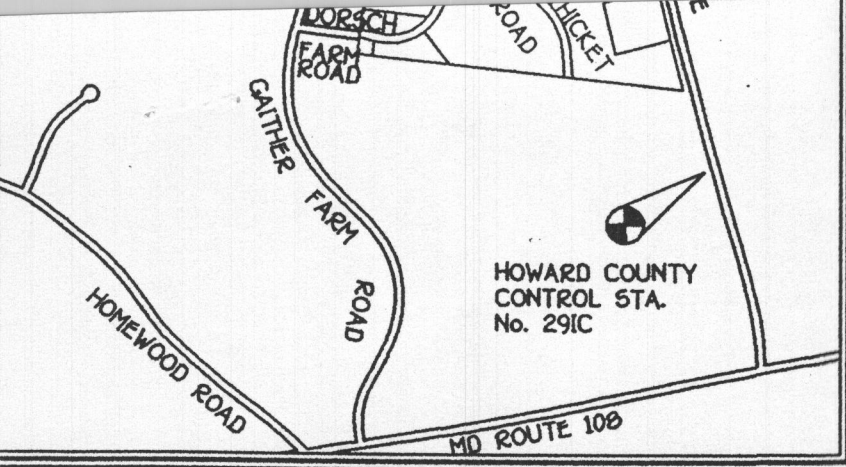 DORSCH
FARM
ROAD
ROAD
HICKET
E
GAITHER FARM ROAD
HOWARD COUNTY
CONTROL STA.
No. 29IC
HOMEWOOD ROAD
MD ROUTE 108